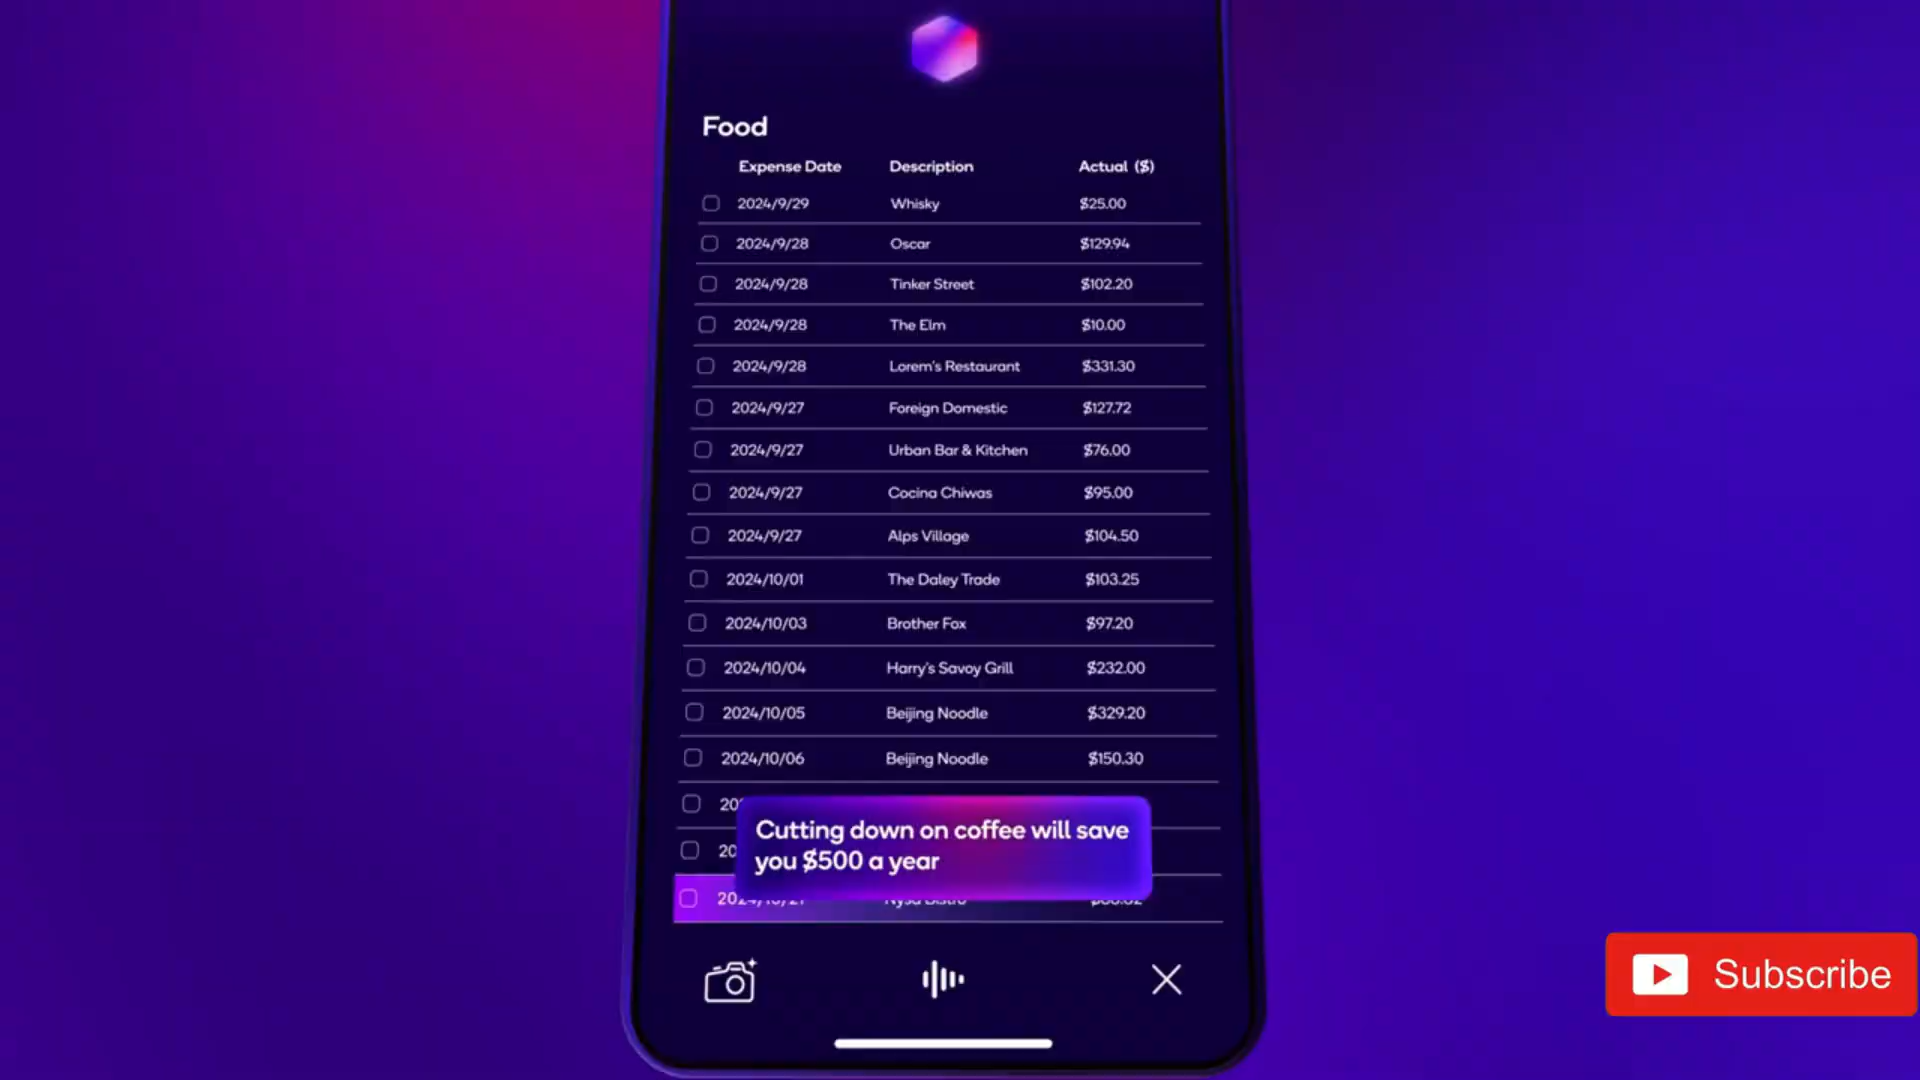 Food
Expense Date Description Actual ($)
2024/9/29 Whisky $25.00
2024/9/28 Oscar $129.94
2024/9/28 Tinker Street $102.20
2024/9/28 The Elm $10.00
2024/9/28 Lorem's Restaurant $331.30
2024/9/27 Foreign Domestic $127.72
2024/9/27 Urban Bar & Kitchen $76.00
2024/9/27 Cocina Chiwas $95.00
2024/9/27 Alps Village $104.50
2024/10/01 The Daley Trade $103.25
2024/10/03 Brother Fox $97.20
2024/10/04 Harry's Savoy Grill $232.00
2024/10/05 Beijing Noodle $329.20
2024/10/06 Beijing Noodle $150.30
Cutting down on coffee will save
you $500 a year
Subscribe